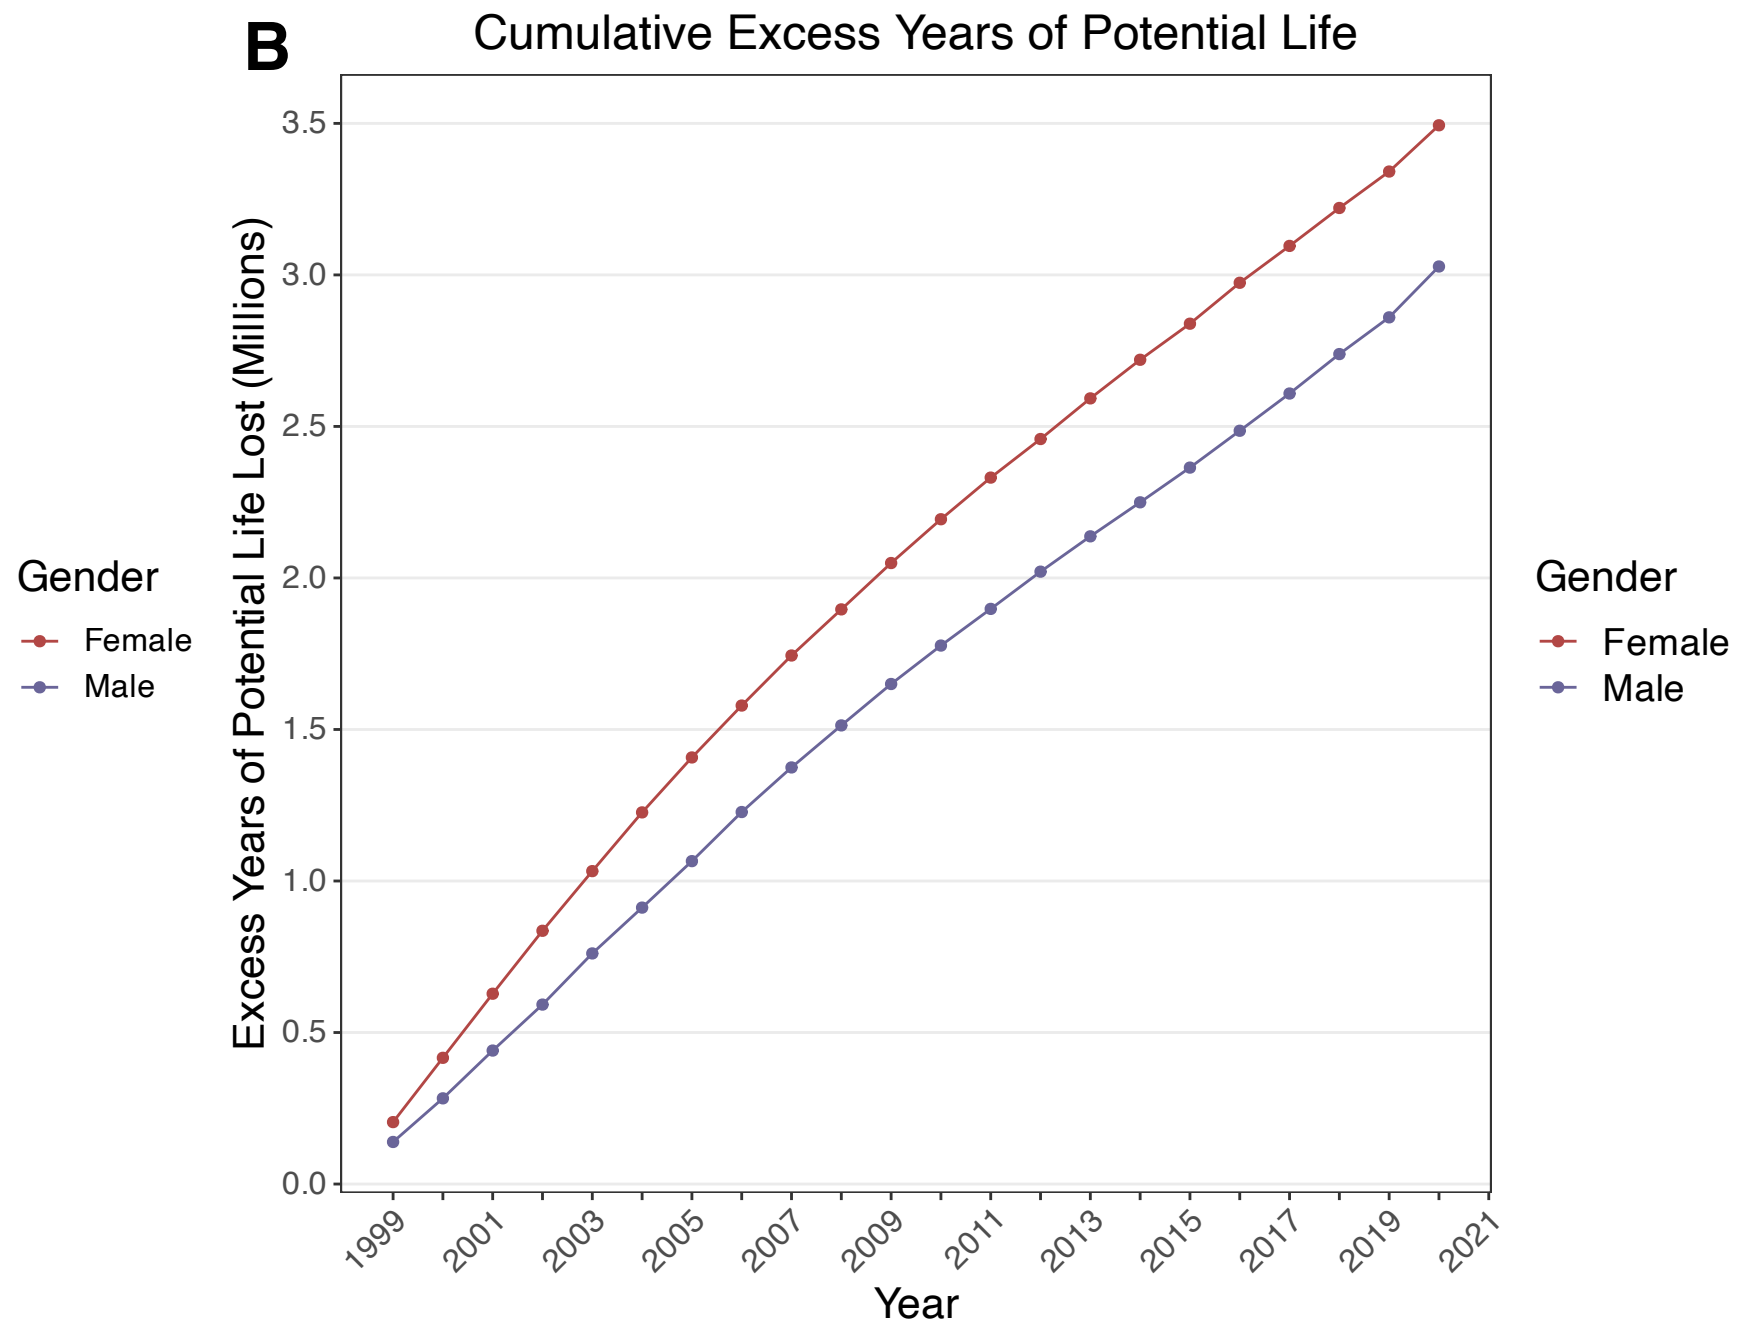 B
Cumulative Excess Years of Potential Life
Excess Years of Potential Life Lost (Millions)
3.5
3.0
2.5
2.0
1.5
1.0
0.5
0.0
Gender
Female
Male
Gender
Female
Male
1999
2001
2003
2005
2007
2009
2011
2013
2015
2017
2019
2021
Year